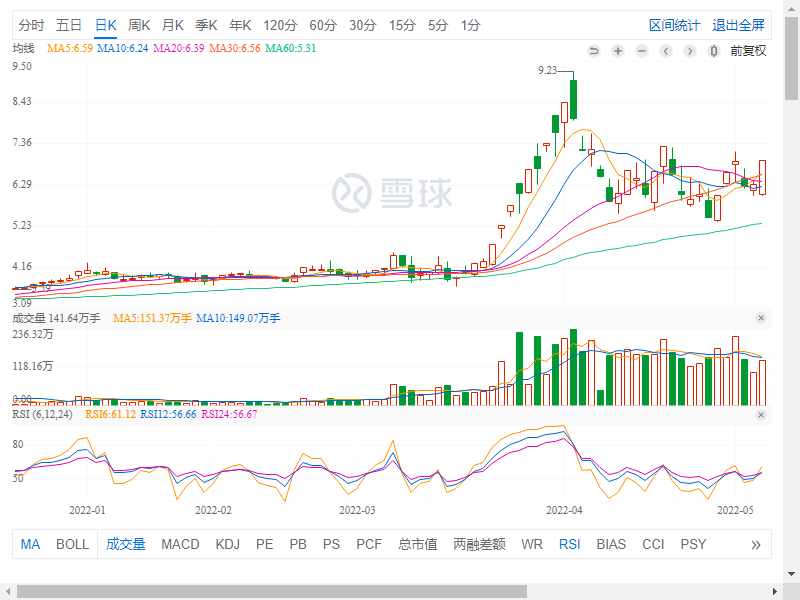 分时 五日 日K 周K 月K 季K 年K 120分 60分 30分 15分 5分 1分 区间统计 退出全屏
均线 MA5:6.59 MA10:6.24 MA20:6.39 MA30:6.56 MA60:5.31 前复权
9.50
9.23
8.43
7.36
6.29
雪球
5.23
4.16
3.09
成交量 141.64万手 MA5:151.37万手 MA10:149.07万手
236.32万
118.16万
0.00
RSI (6,12,24) RSI6:61.12 RSI12:56.66 RSI24:56.67
80
50
2022-01 2022-02 2022-03 2022-04 2022-05
MA BOLL 成交量 MACD KDJ PE PB PS PCF 总市值 两融差额 WR RSI BIAS CCI PSY »